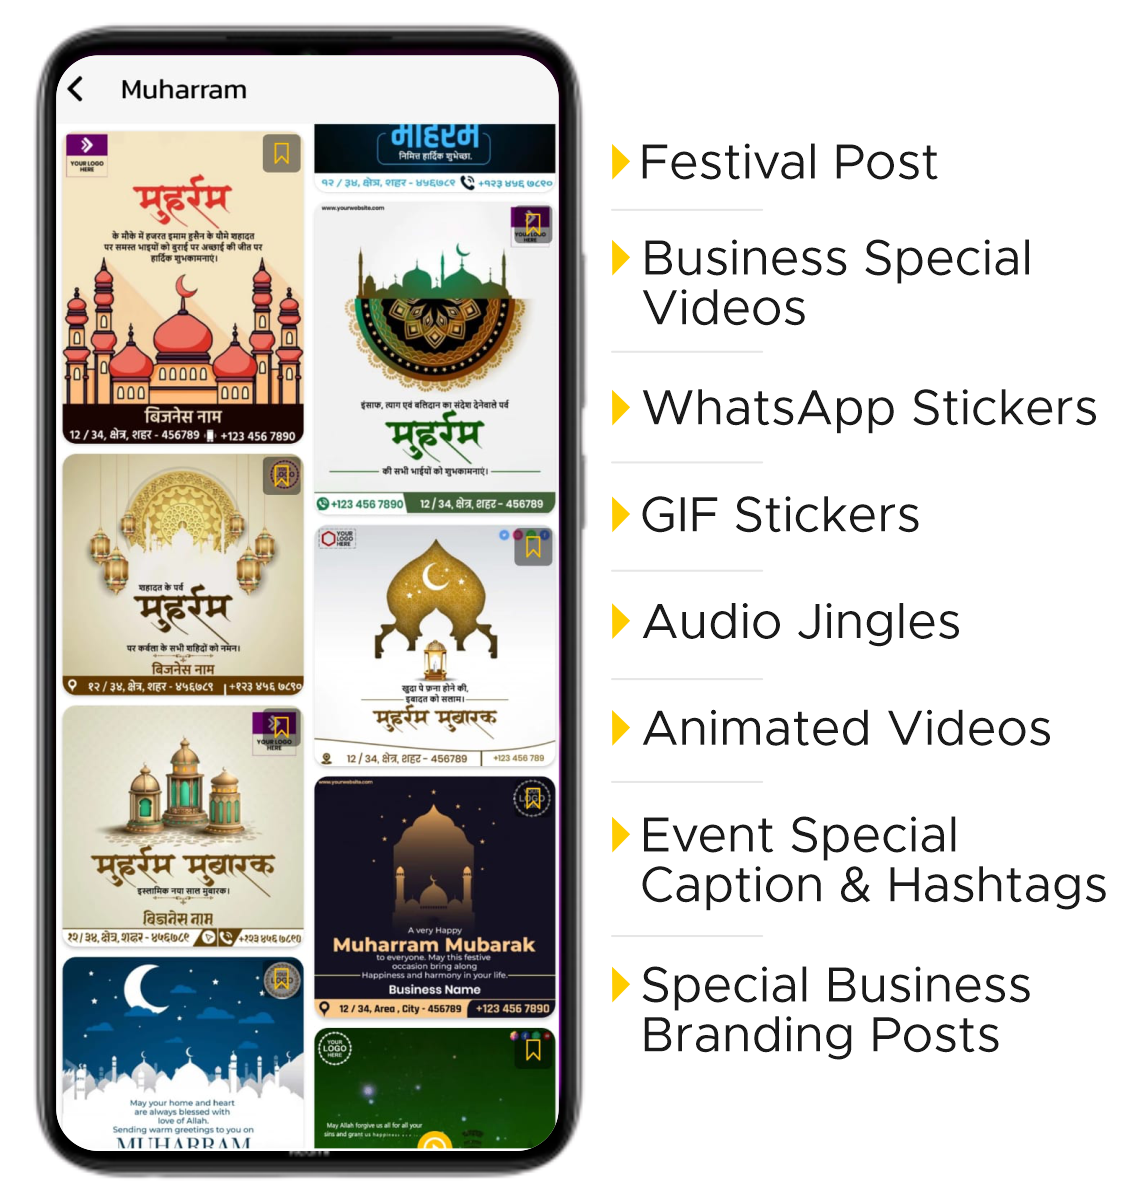 Muharram
YOUR LOGO
HERE
मुहर्रम
के मौके में हजरत इमाम हुसैन के यौमे शहादत
पर समस्त भाइयों को बुराई पर अच्छाई की जीत पर
हार्दिक शुभकामनाएं।
बिजनेस नाम
12 / 34, क्षेत्र, शहर - 456789
+123 456 7890
शहादत के पर्व
मुहर्रम
पर कर्बला के सभी शहिदों को नमन।
बिजनेस नाम
१२ / ३४, क्षेत्र, शहर - ४५६७८९
+१२३ ४५६ ७८९०
YOUR LOGO
HERE
मुहर्रम मुबारक
इस्लामिक नया साल मुबारक।
बिजनेस नाम
१२/ ३४, क्षेत्र, शहर - ४५६७८९
+१२३ ४५६ ७८९०
LOGO
May your home and heart
are always blessed with
love of Allah.
Sending warm greetings to you on
MUHARRAM
मोहरम
निमित्त हार्दिक शुभेच्छा.
१२ / ३४, क्षेत्र, शहर - ४५६७८९
+१२३ ४५६ ७८९०
www.yourwebsite.com
YOUR LOGO
HERE
इंसाफ, त्याग एवं बलिदान का संदेश देनेवाले पर्व
मुहर्रम
की सभी भाईयों को शुभकामनाएं।
+123 456 7890
12 / 34, क्षेत्र, शहर - 456789
YOUR
LOGO
HERE
खुदा पे फ़ना होने की,
इबादत को सलाम।
मुहर्रम मुबारक
12 / 34, क्षेत्र, शहर - 456789
+123 456 789
www.yourwebsite.com
LOGO
A very Happy
Muharram Mubarak
to everyone. May this festive
occasion bring along
Happiness and harmony in your life.
Business Name
12 / 34, Area , City - 456789
+123 456 7890
YOUR
LOGO
HERE
May Allah forgive us all for all your
sins and grant us happiness
Festival Post
Business Special
Videos
WhatsApp Stickers
GIF Stickers
Audio Jingles
Animated Videos
Event Special
Caption & Hashtags
Special Business
Branding Posts